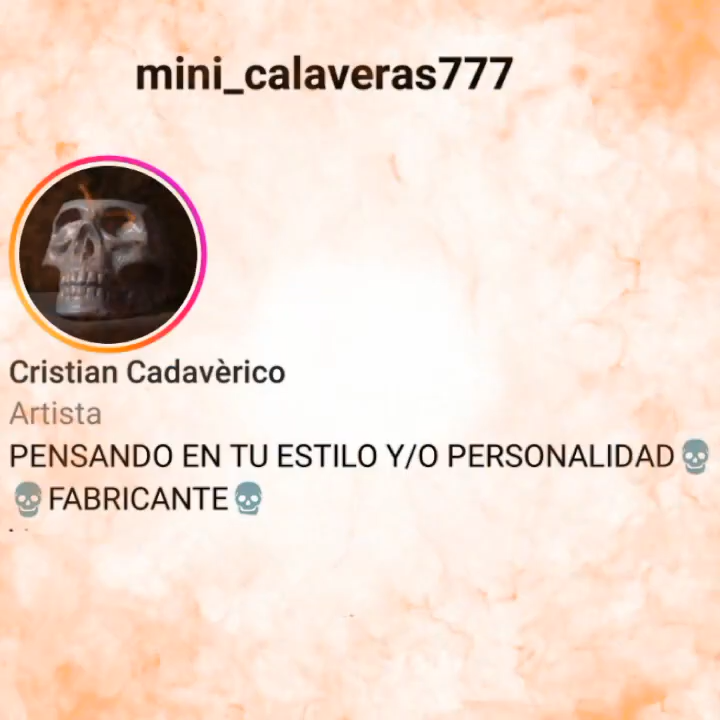 mini_calaveras777
Cristian Cadavèrico
Artista
PENSANDO EN TU ESTILO Y/O PERSONALIDAD💀
💀FABRICANTE💀